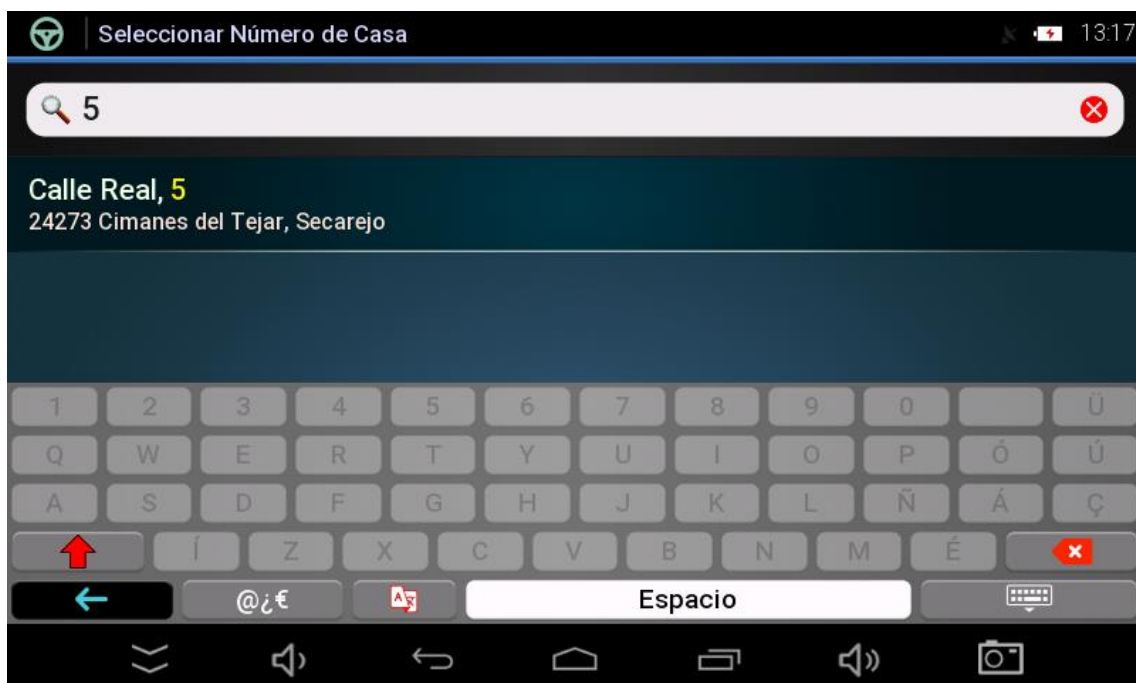 Seleccionar Número de Casa 13:17
5
Calle Real, 5
24273 Cimanes del Tejar, Secarejo
1 2 3 4 5 6 7 8 9 0 Ü
Q W E R T Y U I O P Ó Ú
A S D F G H J K L Ñ Á Ç
Í Z X C V B N M É
@¿€ Espacio